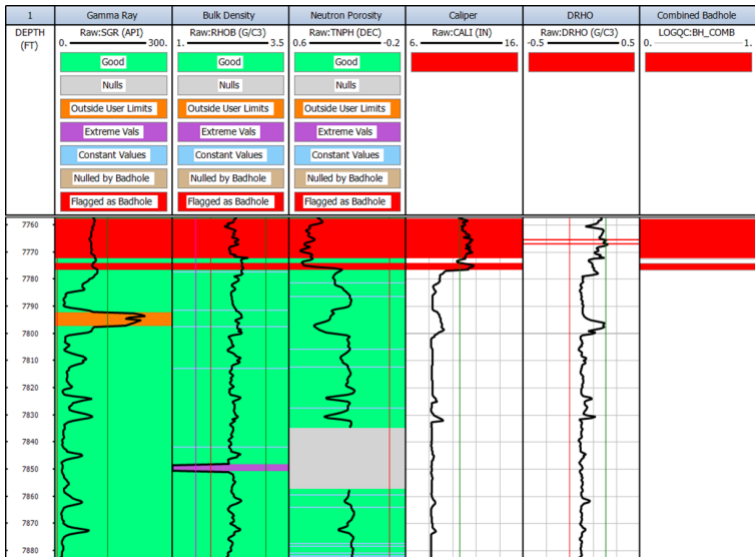 1 Gamma Ray Bulk Density Neutron Porosity Caliper DRHO Combined Badhole
DEPTH (FT) Raw:SGR (API) Raw:RHOB (G/C3) Raw:TNPH (DEC) Raw:CALI (IN) Raw:DRHO (G/C3) LOGQC:BH_COMB
0. 300. 1. 3.5 0.6 -0.2 6. 16. -0.5 0.5 0. 1.
Good Good Good
Nulls Nulls Nulls
Outside User Limits Outside User Limits Outside User Limits
Extreme Vals Extreme Vals Extreme Vals
Constant Values Constant Values Constant Values
Nulled by Badhole Nulled by Badhole Nulled by Badhole
Flagged as Badhole Flagged as Badhole Flagged as Badhole
7760
7770
7780
7790
7800
7810
7820
7830
7840
7850
7860
7870
7880